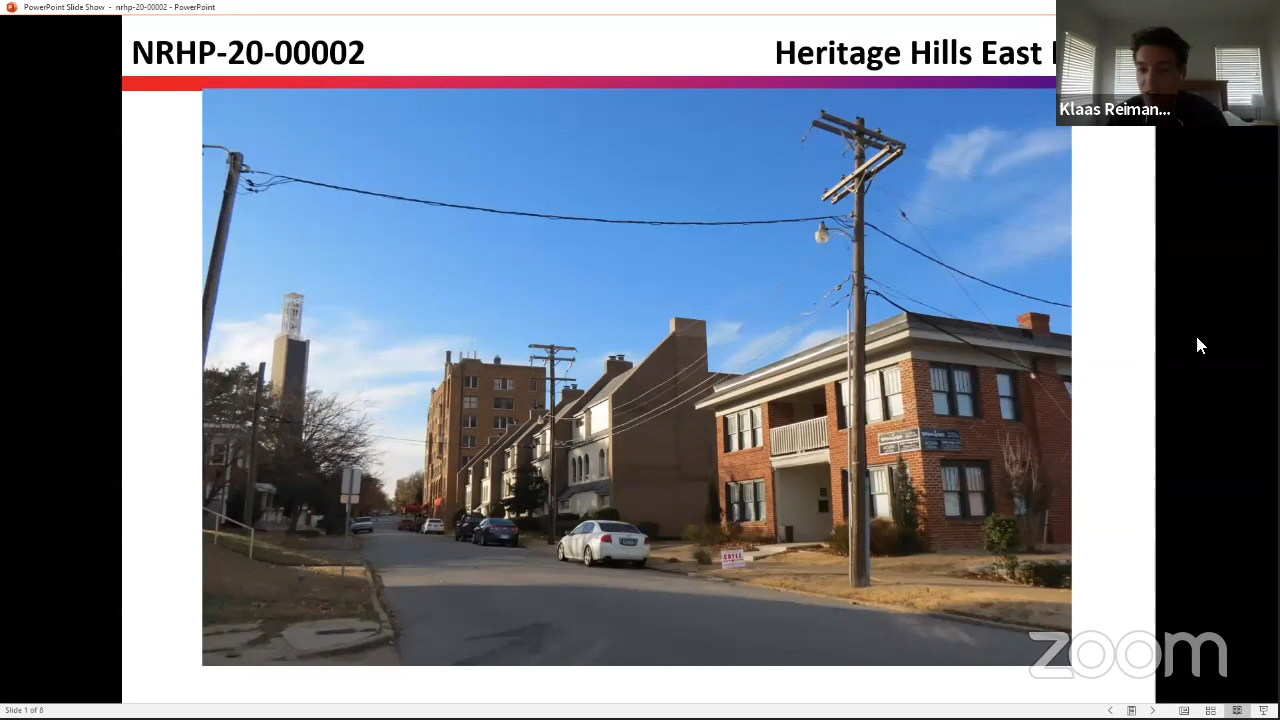 PowerPoint Slide Show - nrhp-20-00002 - PowerPoint
NRHP-20-00002
Heritage Hills East
Klaas Reiman...
COYLE
zoom
Slide 1 of 8